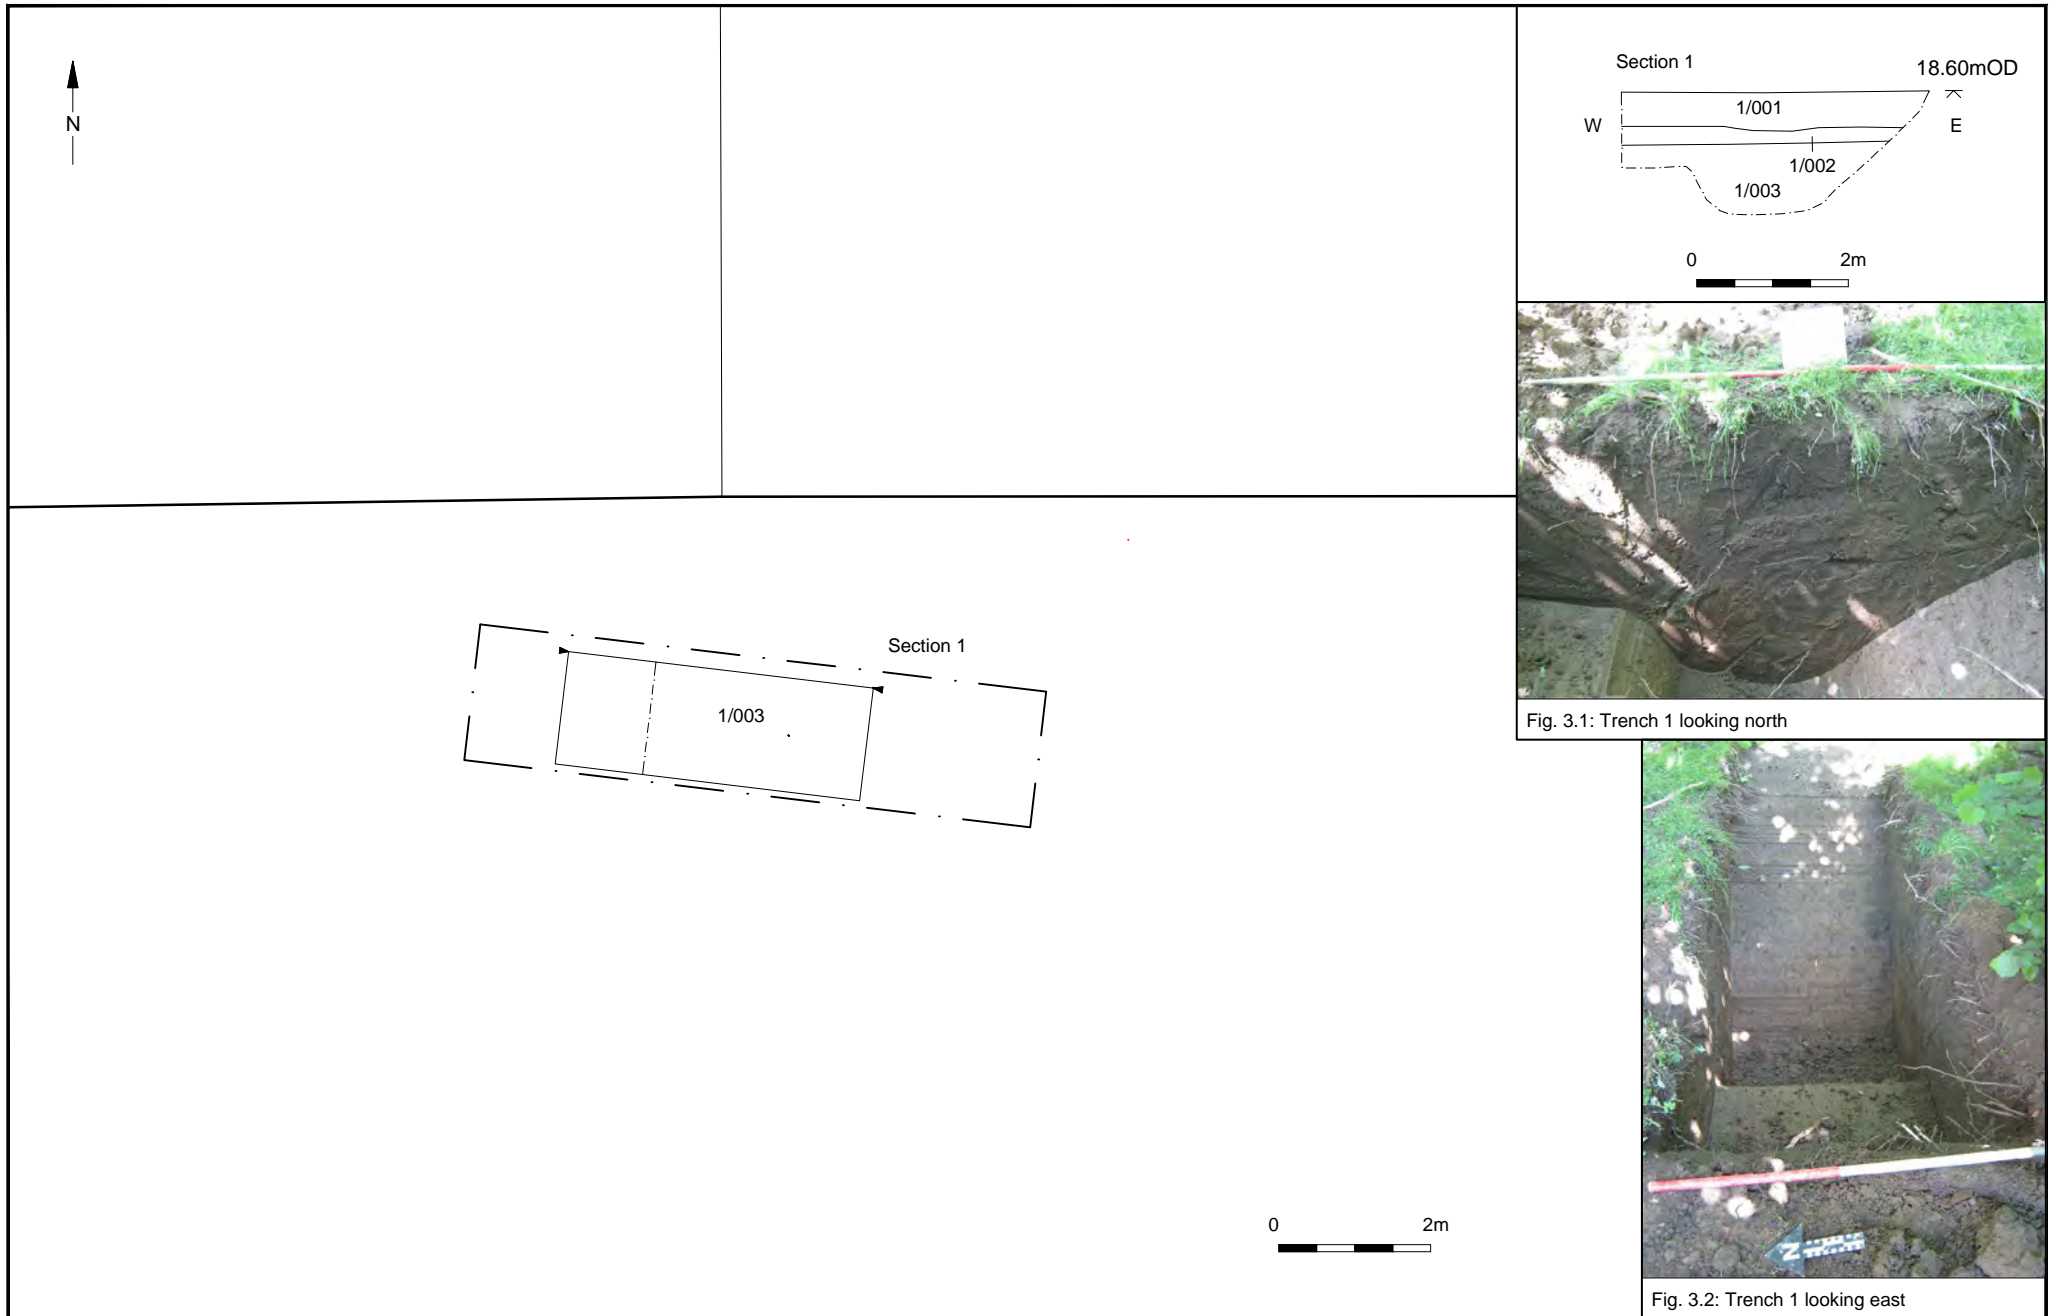 N
Section 1
18.60mOD
1/001
W
E
1/002
1/003
0 2m
Fig. 3.1: Trench 1 looking north
Section 1
1/003
0 2m
N
Fig. 3.2: Trench 1 looking east